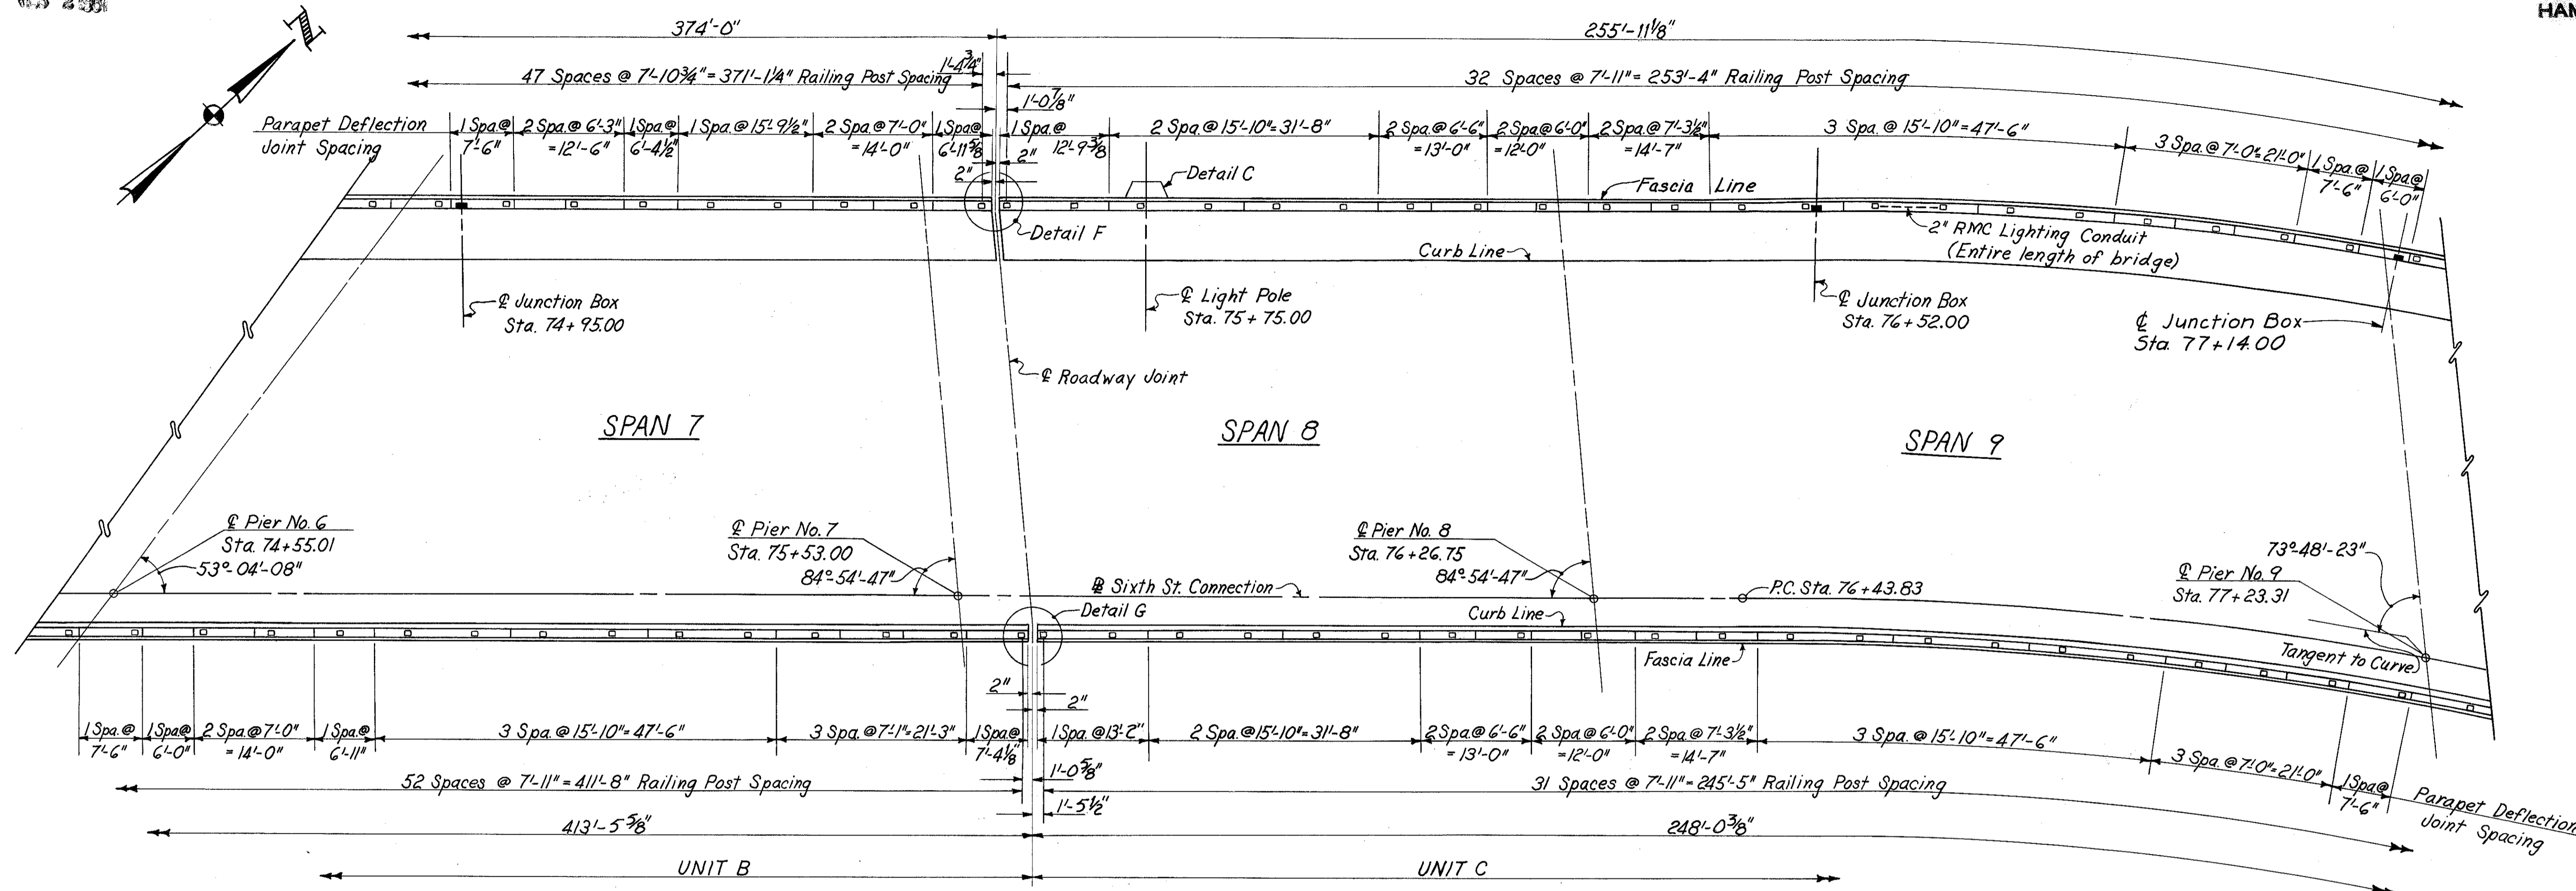 HAM
Z
374'-0"
255'-11 1/8"
47 Spaces @ 7'-10 3/4" = 371'-1 1/4" Railing Post Spacing
1'-4 3/4"
32 Spaces @ 7'-11" = 253'-4" Railing Post Spacing
1'-0 7/8"
Parapet Deflection
Joint Spacing
1 Spa. @
7'-6"
2 Spa. @ 6'-3"
= 12'-6"
1 Spa. @
6'-4 1/2"
1 Spa. @ 15'-9 1/2"
2 Spa. @ 7'-0"
= 14'-0"
1 Spa. @
6'-11 5/8
1 Spa. @
12'-9 3/8
2"
2"
2 Spa. @ 15'-10" = 31'-8"
2 Spa. @ 6'-6"
= 13'-0"
2 Spa. @ 6'-0"
= 12'-0"
2 Spa. @ 7'-3 1/2"
= 14'-7"
3 Spa. @ 15'-10" = 47'-6"
3 Spa. @ 7'-0" = 21'-0"
1 Spa. @
7'-6"
1 Spa. @
6'-0"
Detail C
Fascia Line
Detail F
2" RMC Lighting Conduit
(Entire length of bridge)
Curb Line
℄ Junction Box
Sta. 74+95.00
℄ Light Pole
Sta. 75+75.00
℄ Junction Box
Sta. 76+52.00
℄ Junction Box
Sta. 77+14.00
℄ Roadway Joint
SPAN 7
SPAN 8
SPAN 9
℄ Pier No. 6
Sta. 74+55.01
53°-04'-08"
℄ Pier No. 7
Sta. 75+53.00
84°-54'-47"
℄ Pier No. 8
Sta. 76+26.75
84°-54'-47"
73°-48'-23"
℄ Pier No. 9
Sta. 77+23.31
Sixth St. Connection
P.C. Sta. 76+43.83
Detail G
Curb Line
Fascia Line
Tangent to Curve
2"
2"
1 Spa. @
7'-6"
1 Spa. @
6'-0"
2 Spa. @ 7'-0"
= 14'-0"
1 Spa. @
6'-11"
3 Spa. @ 15'-10" = 47'-6"
3 Spa. @ 7'-1" = 21'-3"
1 Spa. @
7'-4 1/8
1 Spa. @ 13'-2"
2 Spa. @ 15'-10" = 31'-8"
2 Spa. @ 6'-6"
= 13'-0"
2 Spa. @ 6'-0"
= 12'-0"
2 Spa. @ 7'-3 1/2"
= 14'-7"
3 Spa. @ 15'-10" = 47'-6"
3 Spa. @ 7'-0" = 21'-0"
1 Spa @
7'-6"
Parapet Deflection
Joint Spacing
52 Spaces @ 7'-11" = 411'-8" Railing Post Spacing
1'-0 5/8"
31 Spaces @ 7'-11" = 245'-5" Railing Post Spacing
1'-5 1/2"
413'-5 5/8"
248'-0 3/8"
UNIT B
UNIT C